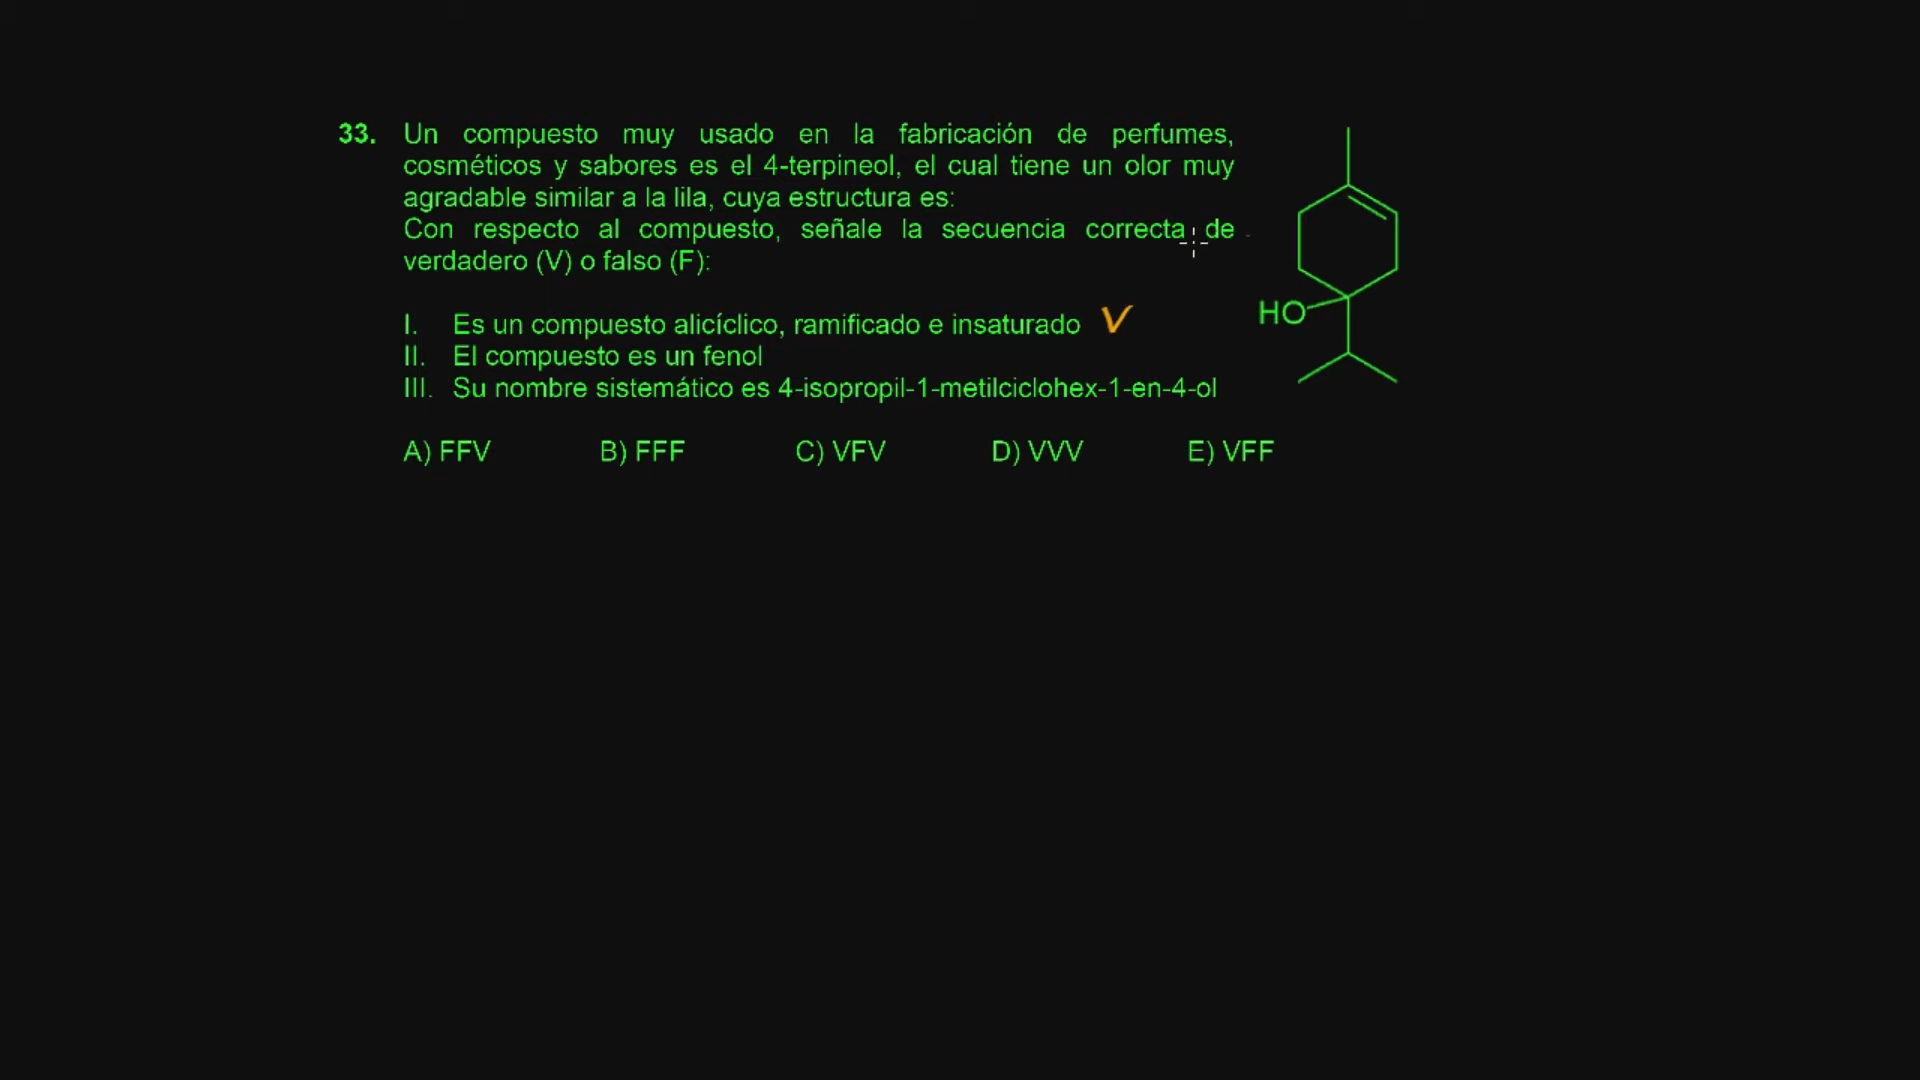 33. Un compuesto muy usado en la fabricación de perfumes,
cosméticos y sabores es el 4-terpineol, el cual tiene un olor muy
agradable similar a la lila, cuya estructura es:
Con respecto al compuesto, señale la secuencia correcta de
verdadero (V) o falso (F):
I. Es un compuesto alicíclico, ramificado e insaturado V
HO
II. El compuesto es un fenol
III. Su nombre sistemático es 4-isopropil-1-metilciclohex-1-en-4-ol
A) FFV B) FFF C) VFV D) VVV E) VFF